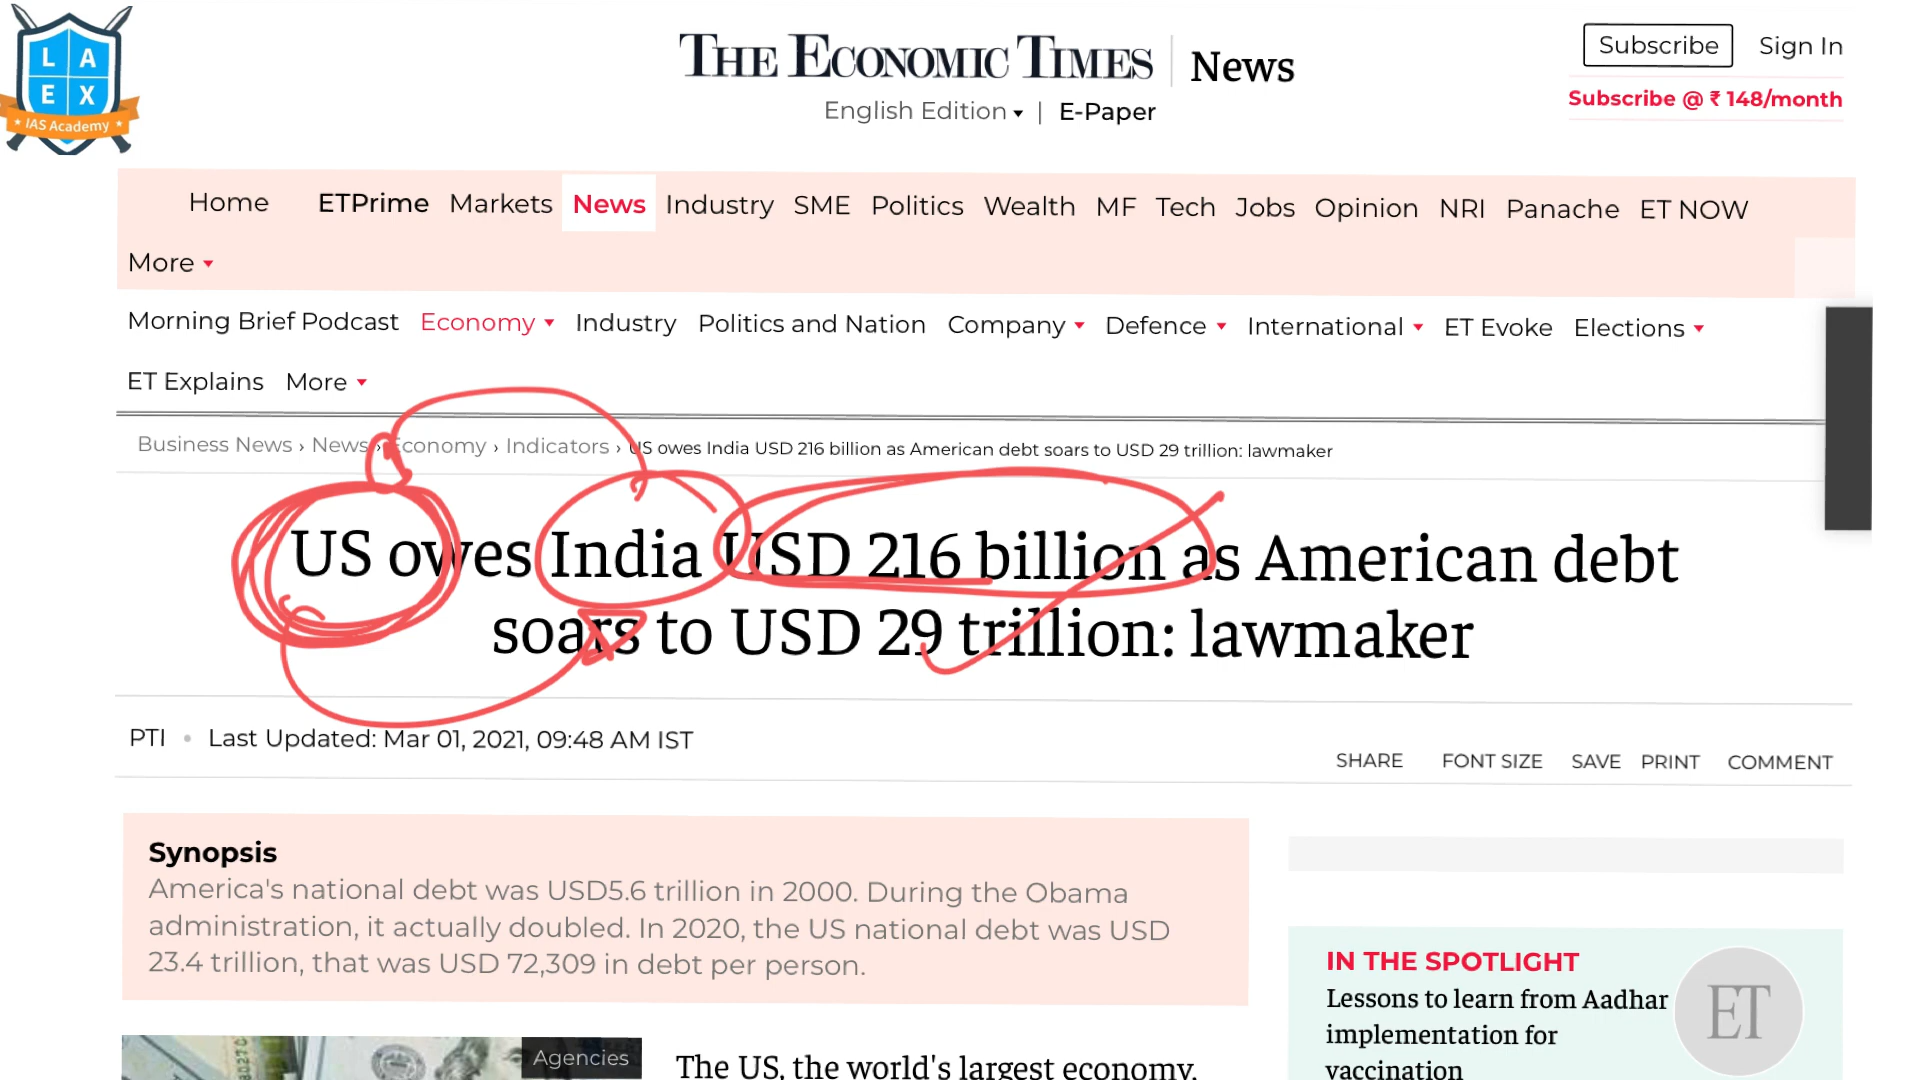 L A
E X
IAS Academy
THE ECONOMIC TIMES | News
English Edition | E-Paper
Subscribe Sign In
Subscribe @ ₹ 148/month
Home ETPrime Markets News Industry SME Politics Wealth MF Tech Jobs Opinion NRI Panache ET NOW
More
Morning Brief Podcast Economy Industry Politics and Nation Company Defence International ET Evoke Elections
ET Explains More
Business News › News › Economy › Indicators › US owes India USD 216 billion as American debt soars to USD 29 trillion: lawmaker
US owes India USD 216 billion as American debt
soars to USD 29 trillion: lawmaker
PTI • Last Updated: Mar 01, 2021, 09:48 AM IST
SHARE FONT SIZE SAVE PRINT COMMENT
Synopsis
America's national debt was USD5.6 trillion in 2000. During the Obama
administration, it actually doubled. In 2020, the US national debt was USD
23.4 trillion, that was USD 72,309 in debt per person.
IN THE SPOTLIGHT
Lessons to learn from Aadhar
implementation for
vaccination
ET
Agencies
The US, the world's largest economy,